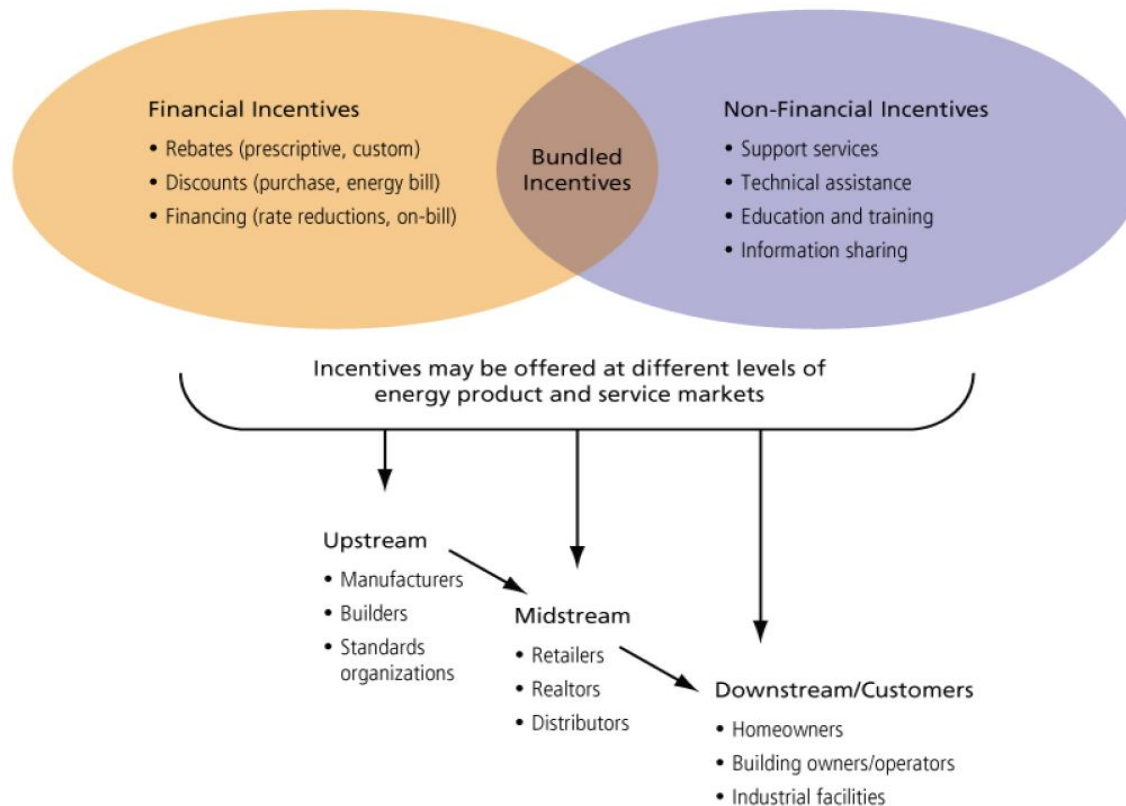 Financial Incentives
• Rebates (prescriptive, custom)
• Discounts (purchase, energy bill)
• Financing (rate reductions, on-bill)
Bundled
Incentives
Non-Financial Incentives
• Support services
• Technical assistance
• Education and training
• Information sharing
Incentives may be offered at different levels of
energy product and service markets
Upstream
• Manufacturers
• Builders
• Standards
organizations
Midstream
• Retailers
• Realtors
• Distributors
Downstream/Customers
• Homeowners
• Building owners/operators
• Industrial facilities